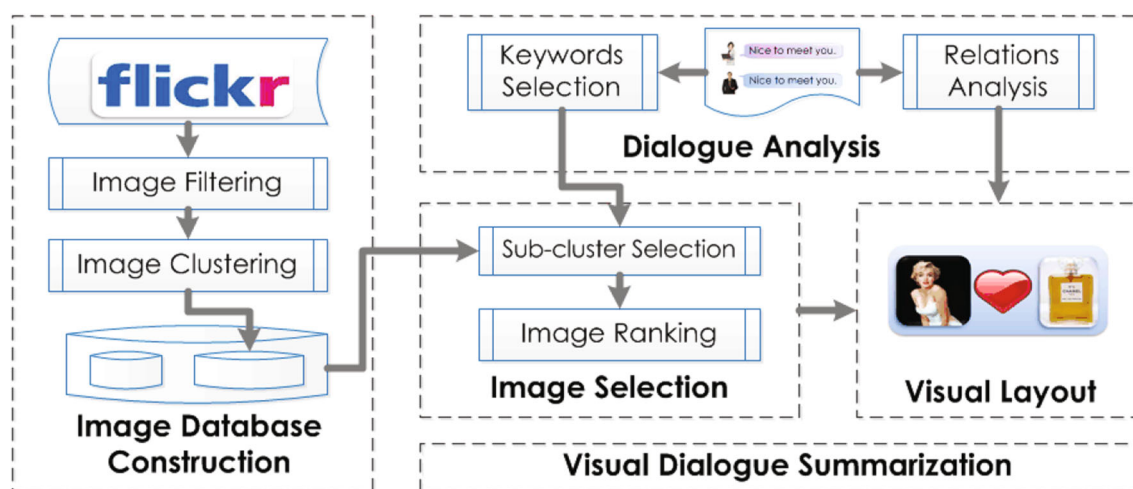 flickr
Image Filtering
Image Clustering
Image Database
Construction
Keywords
Selection
Nice to meet you.
Nice to meet you.
Relations
Analysis
Dialogue Analysis
Sub-cluster Selection
Image Ranking
Image Selection
CHANEL
Visual Layout
Visual Dialogue Summarization